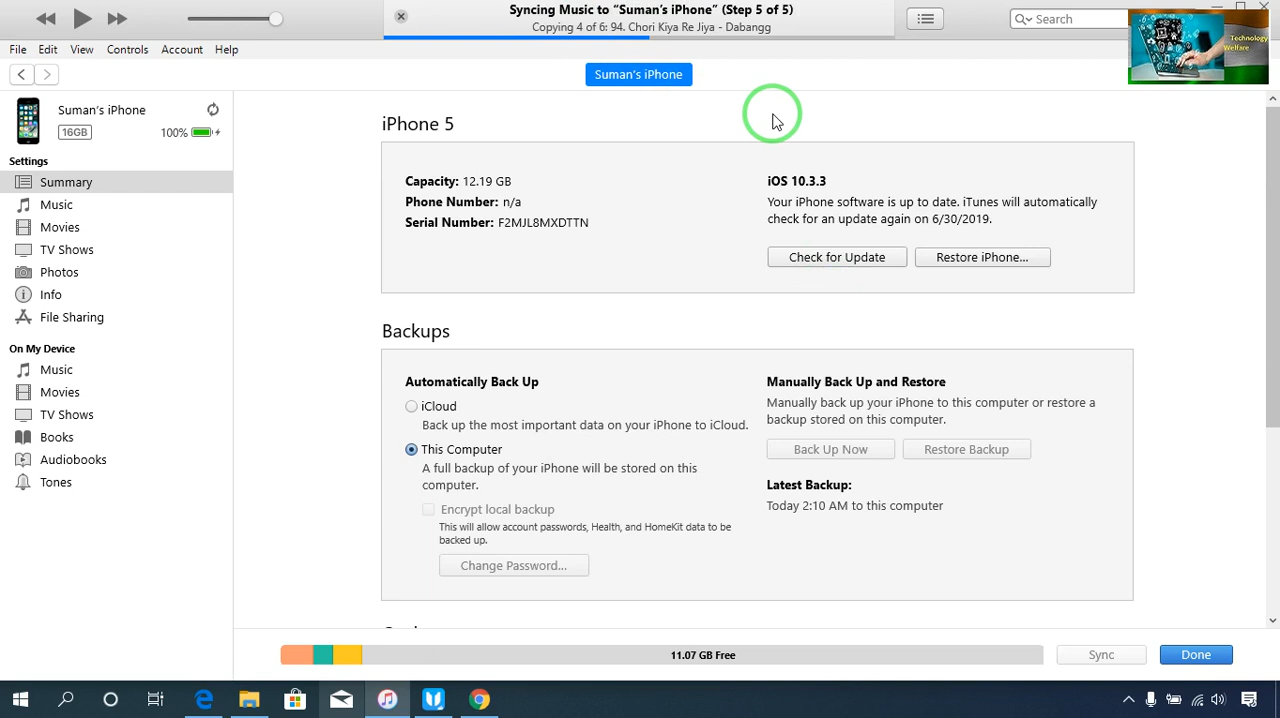 Syncing Music to “Suman’s iPhone” (Step 5 of 5)
Copying 4 of 6: 94. Chori Kiya Re Jiya - Dabangg
Search
Technology
Welfare
File Edit View Controls Account Help
Suman’s iPhone
Suman’s iPhone
16GB 100%
Settings
Summary
Music
Movies
TV Shows
Photos
Info
File Sharing
On My Device
Music
Movies
TV Shows
Books
Audiobooks
Tones
iPhone 5
Capacity: 12.19 GB
Phone Number: n/a
Serial Number: F2MJL8MXDTTN
iOS 10.3.3
Your iPhone software is up to date. iTunes will automatically
check for an update again on 6/30/2019.
Check for Update Restore iPhone...
Backups
Automatically Back Up
iCloud
Back up the most important data on your iPhone to iCloud.
This Computer
A full backup of your iPhone will be stored on this
computer.
Encrypt local backup
This will allow account passwords, Health, and HomeKit data to be
backed up.
Change Password...
Manually Back Up and Restore
Manually back up your iPhone to this computer or restore a
backup stored on this computer.
Back Up Now Restore Backup
Latest Backup:
Today 2:10 AM to this computer
11.07 GB Free
Sync Done